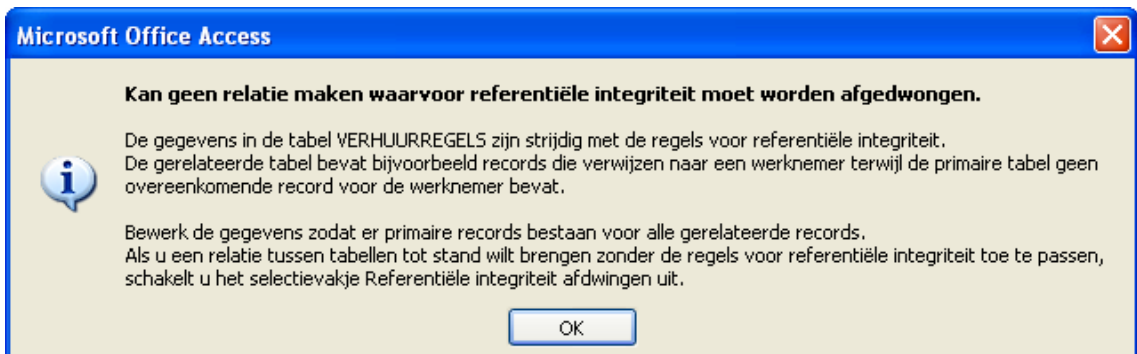 Microsoft Office Access
Kan geen relatie maken waarvoor referentiële integriteit moet worden afgedwongen.
De gegevens in de tabel VERHUURREGELS zijn strijdig met de regels voor referentiële integriteit.
De gerelateerde tabel bevat bijvoorbeeld records die verwijzen naar een werknemer terwijl de primaire tabel geen
overeenkomende record voor de werknemer bevat.
Bewerk de gegevens zodat er primaire records bestaan voor alle gerelateerde records.
Als u een relatie tussen tabellen tot stand wilt brengen zonder de regels voor referentiële integriteit toe te passen,
schakelt u het selectievakje Referentiële integriteit afdwingen uit.
OK